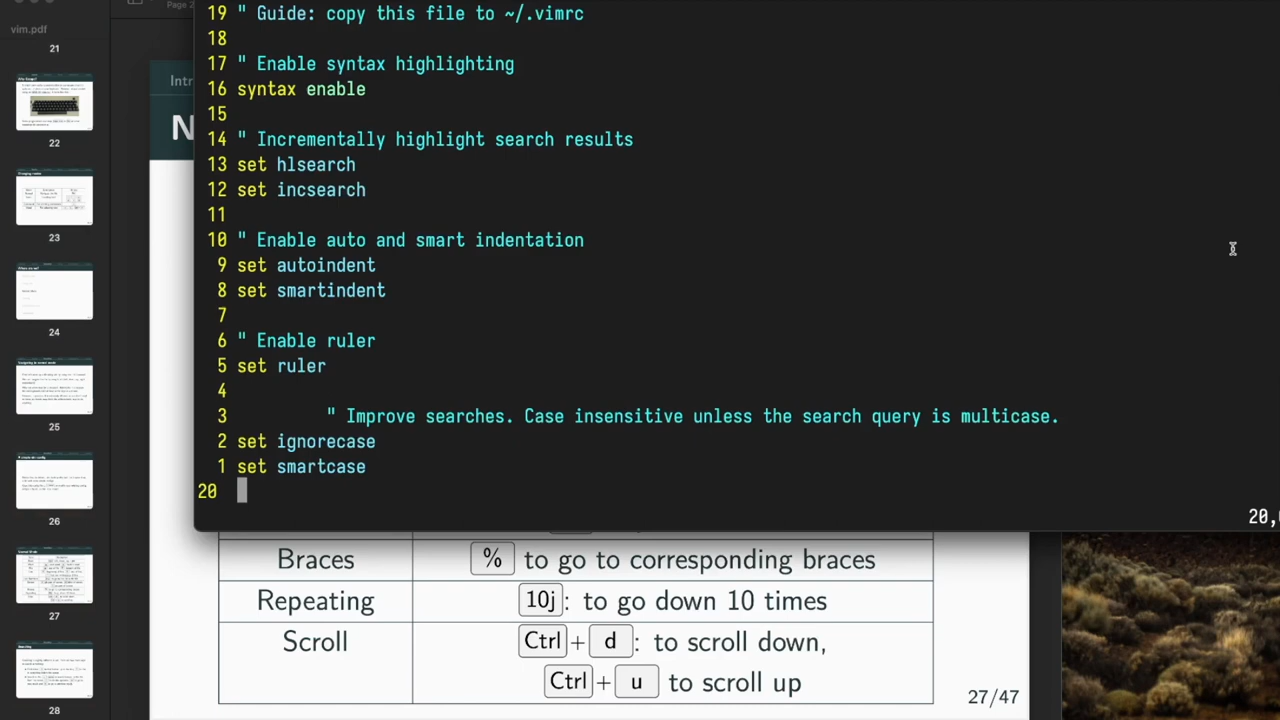 Page 2
vim.pdf
21
22
23
24
25
26
27
28
Intr
N
19 " Guide: copy this file to ~/.vimrc
18
17 " Enable syntax highlighting
16 syntax enable
15
14 " Incrementally highlight search results
13 set hlsearch
12 set incsearch
11
10 " Enable auto and smart indentation
9 set autoindent
8 set smartindent
7
6 " Enable ruler
5 set ruler
4
3 " Improve searches. Case insensitive unless the search query is multicase.
2 set ignorecase
1 set smartcase
20
20,
Braces % to go to corresponding braces
Repeating 10j: to go down 10 times
Scroll Ctrl + d : to scroll down,
Ctrl + u to scroll up
27/47